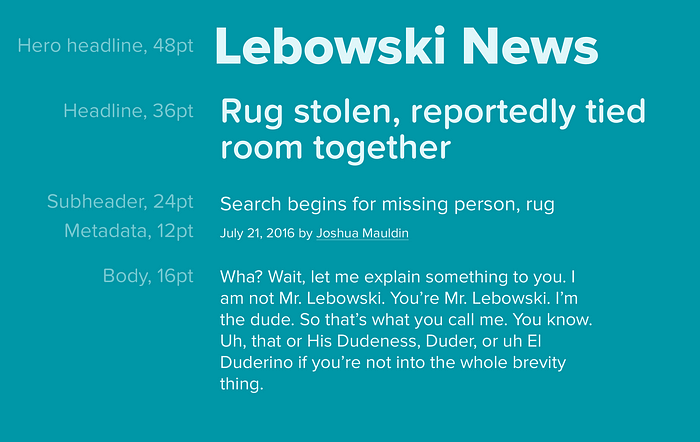 Hero headline, 48pt
Lebowski News
Headline, 36pt
Rug stolen, reportedly tied
room together
Subheader, 24pt
Search begins for missing person, rug
Metadata, 12pt
July 21, 2016 by Joshua Mauldin
Body, 16pt
Wha? Wait, let me explain something to you. I
am not Mr. Lebowski. You’re Mr. Lebowski. I’m
the dude. So that’s what you call me. You know.
Uh, that or His Dudeness, Duder, or uh El
Duderino if you’re not into the whole brevity
thing.